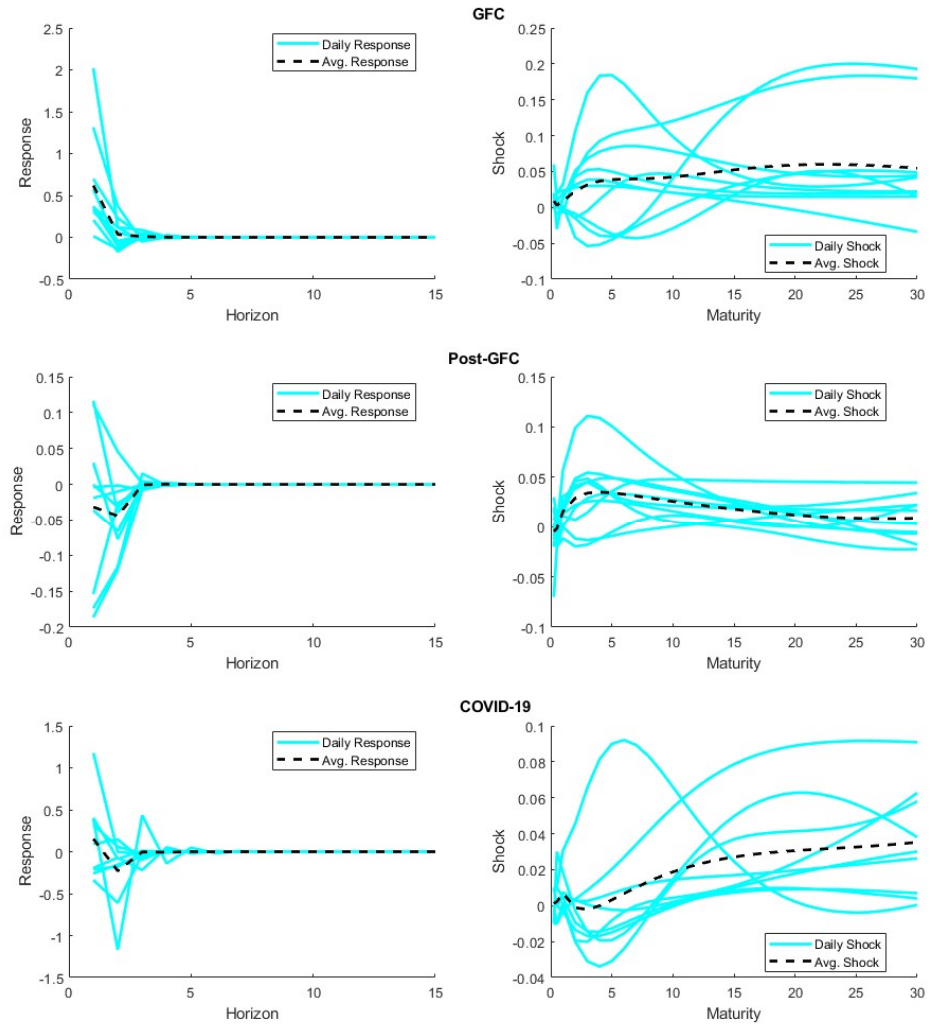 GFC
2.5
2
1.5
1
0.5
0
-0.5
Response
0
5
10
15
Horizon
Daily Response
Avg. Response
0.25
0.2
0.15
0.1
0.05
0
-0.05
-0.1
Shock
0
5
10
15
20
25
30
Maturity
Daily Shock
Avg. Shock
Post-GFC
0.15
0.1
0.05
0
-0.05
-0.1
-0.15
-0.2
Response
0
5
10
15
Horizon
Daily Response
Avg. Response
0.15
0.1
0.05
0
-0.05
-0.1
Shock
0
5
10
15
20
25
30
Maturity
Daily Shock
Avg. Shock
COVID-19
1.5
1
0.5
0
-0.5
-1
-1.5
Response
0
5
10
15
Horizon
Daily Response
Avg. Response
0.1
0.08
0.06
0.04
0.02
0
-0.02
-0.04
Shock
0
5
10
15
20
25
30
Maturity
Daily Shock
Avg. Shock